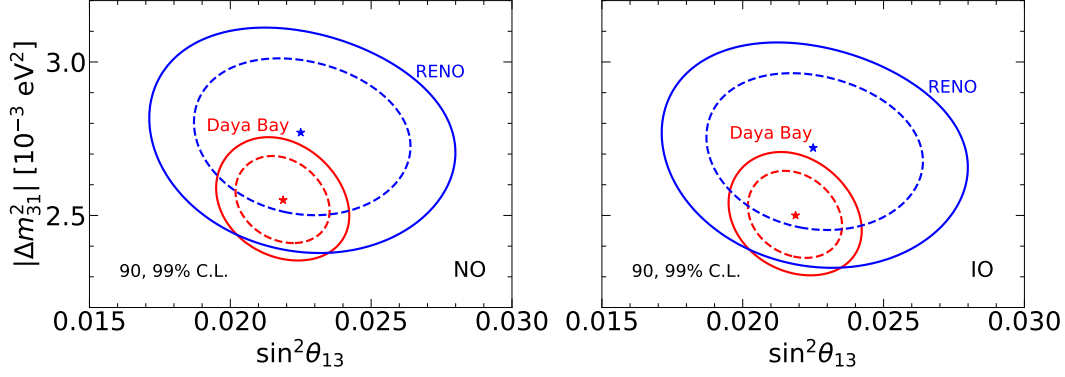 |Δm²₃₁| [10⁻³ eV²]
3.0
2.5
RENO
Daya Bay
90, 99% C.L.
NO
0.015 0.020 0.025 0.030
sin²θ₁₃
RENO
Daya Bay
90, 99% C.L.
IO
0.015 0.020 0.025 0.030
sin²θ₁₃